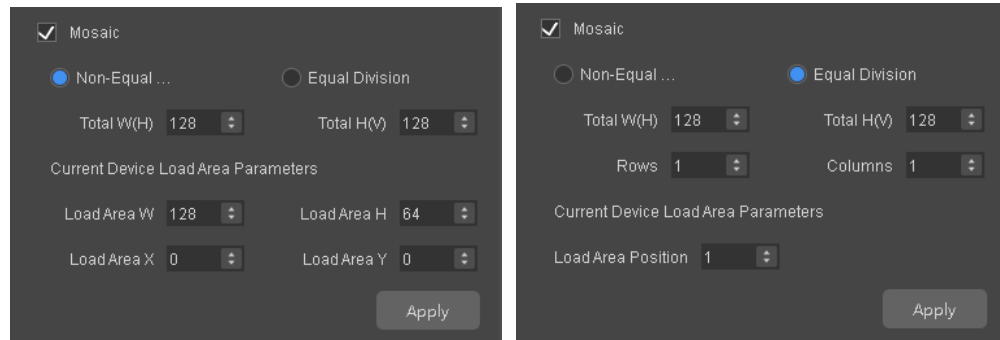 Mosaic
Non-Equal ...
Equal Division
Total W(H) 128
Total H(V) 128
Current Device Load Area Parameters
Load Area W 128
Load Area H 64
Load Area X 0
Load Area Y 0
Apply
Mosaic
Non-Equal ...
Equal Division
Total W(H) 128
Total H(V) 128
Rows 1
Columns 1
Current Device Load Area Parameters
Load Area Position 1
Apply